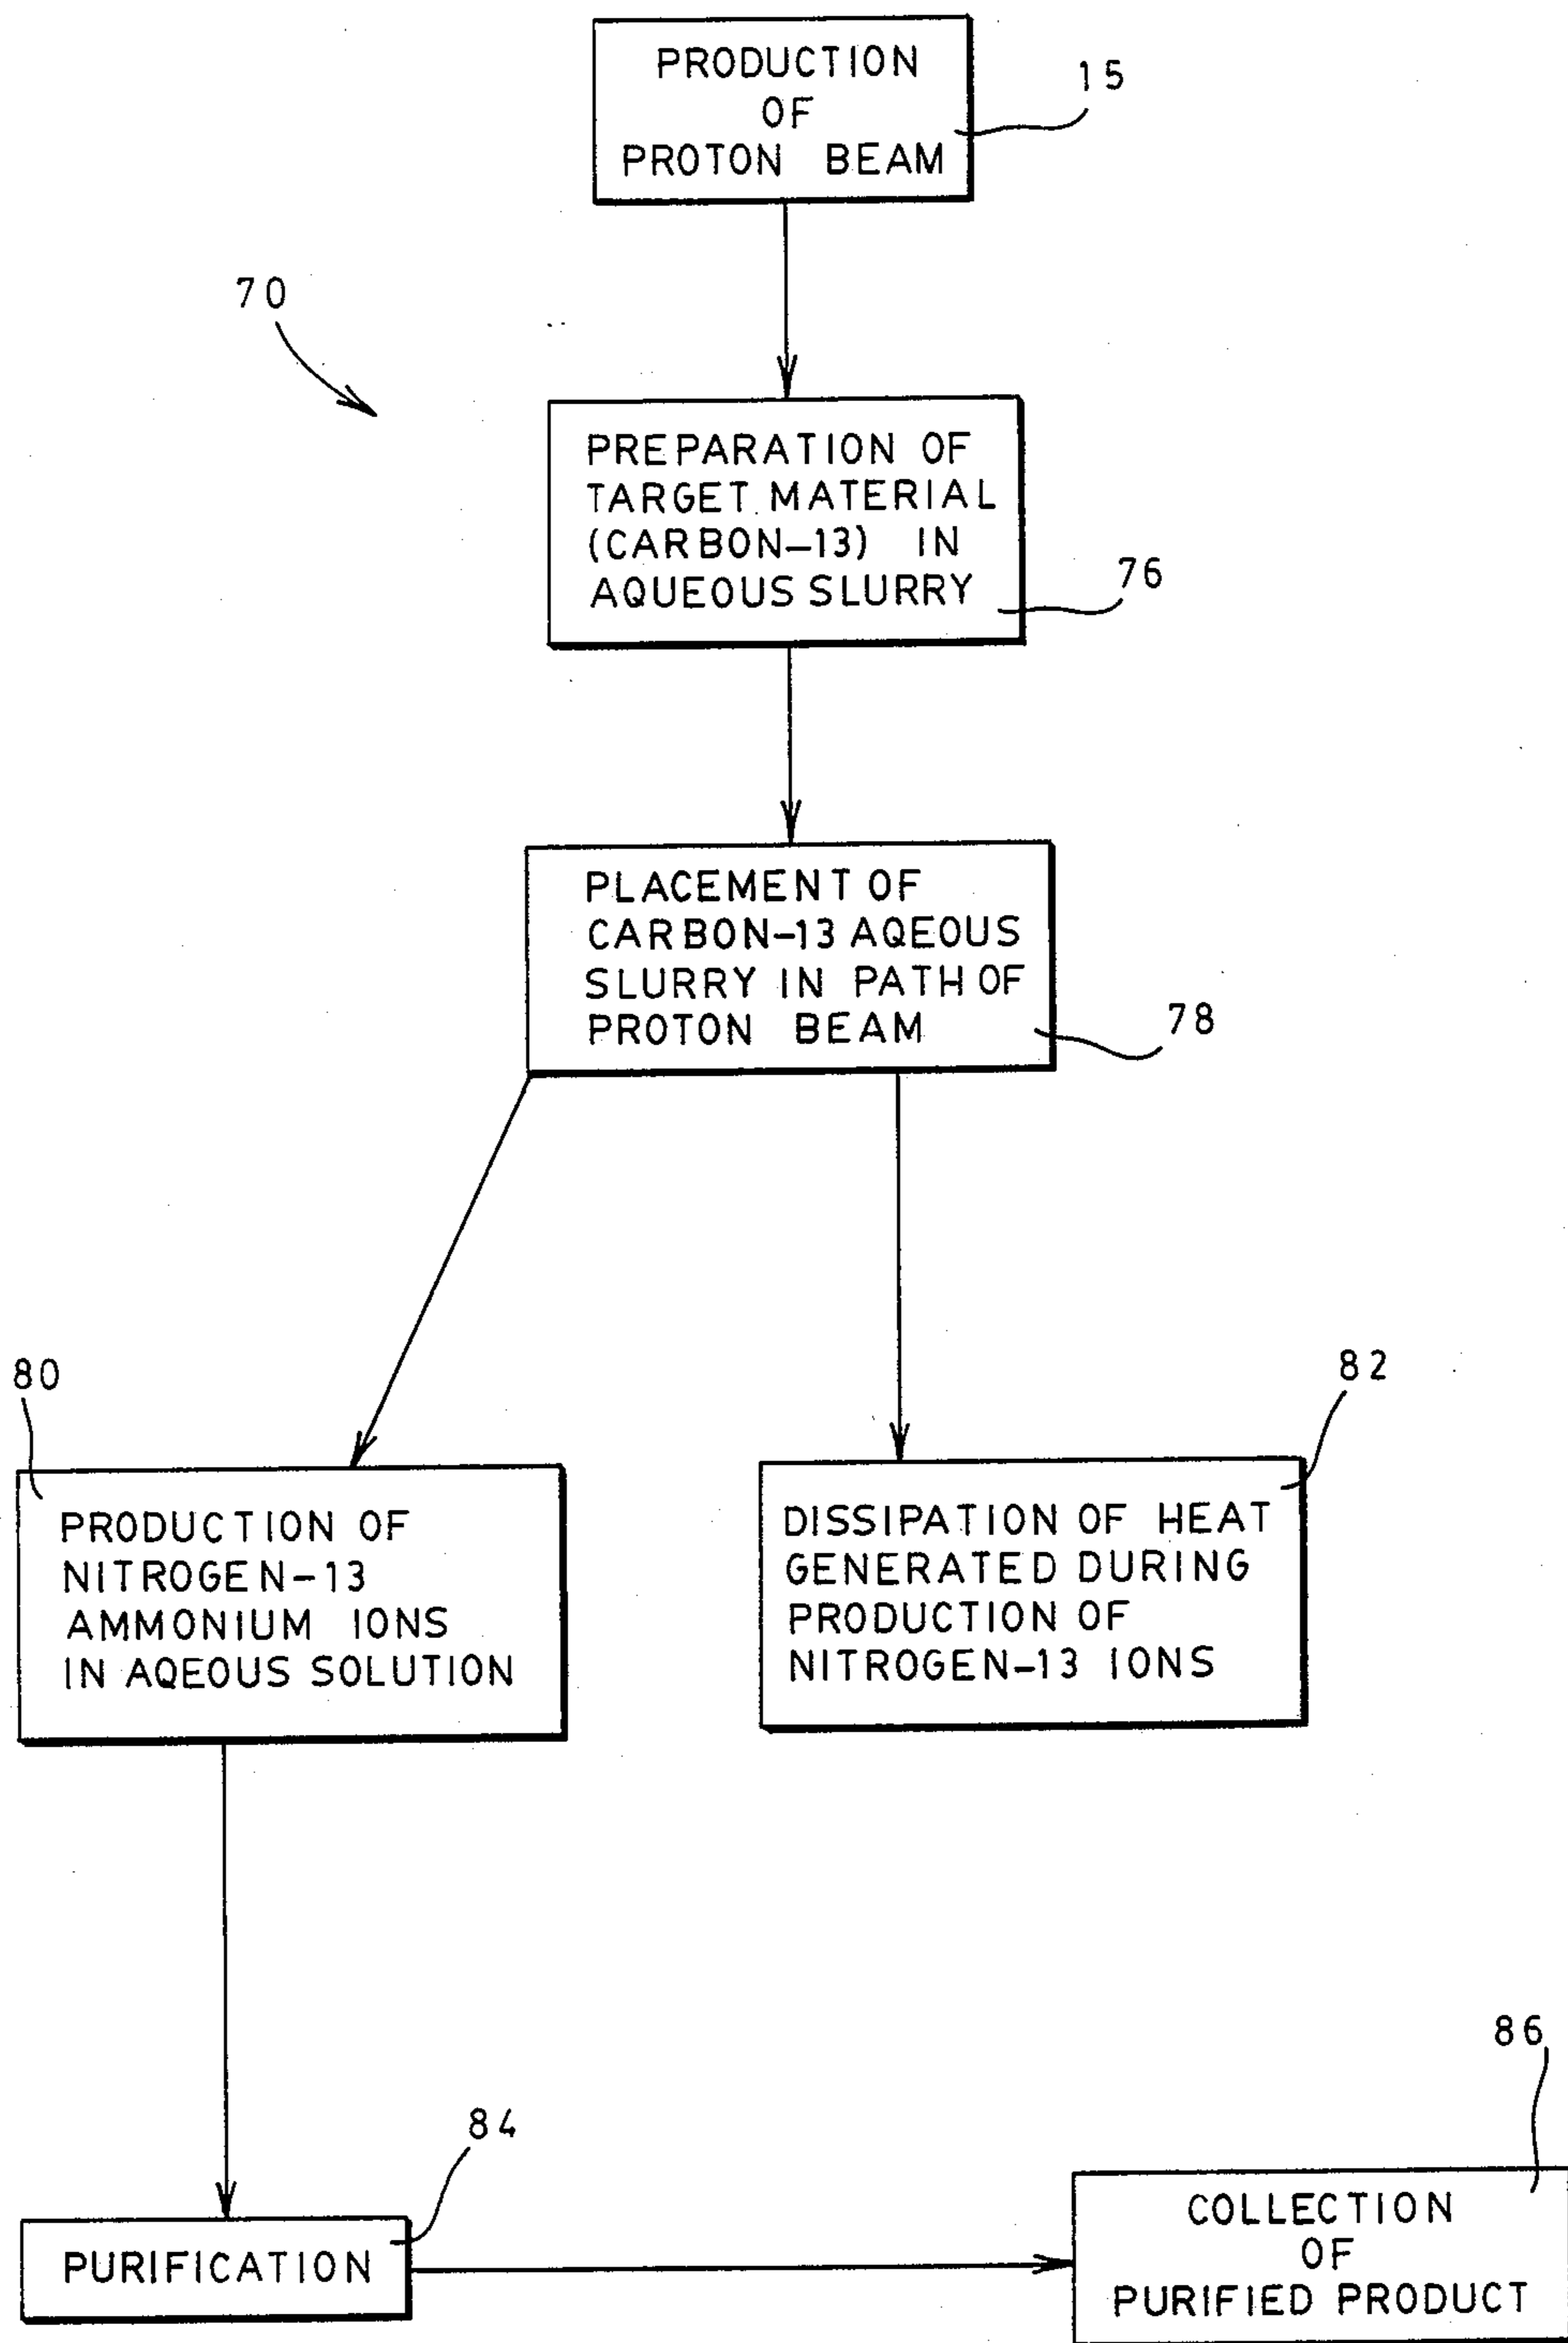 PRODUCTION
OF
PROTON BEAM
15
70
PREPARATION OF
TARGET MATERIAL
(CARBON-13) IN
AQUEOUS SLURRY
76
PLACEMENT OF
CARBON-13 AQEOUS
SLURRY IN PATH OF
PROTON BEAM
78
80
PRODUCTION OF
NITROGEN-13
AMMONIUM IONS
IN AQEOUS SOLUTION
82
DISSIPATION OF HEAT
GENERATED DURING
PRODUCTION OF
NITROGEN-13 IONS
84
PURIFICATION
86
COLLECTION
OF
PURIFIED PRODUCT